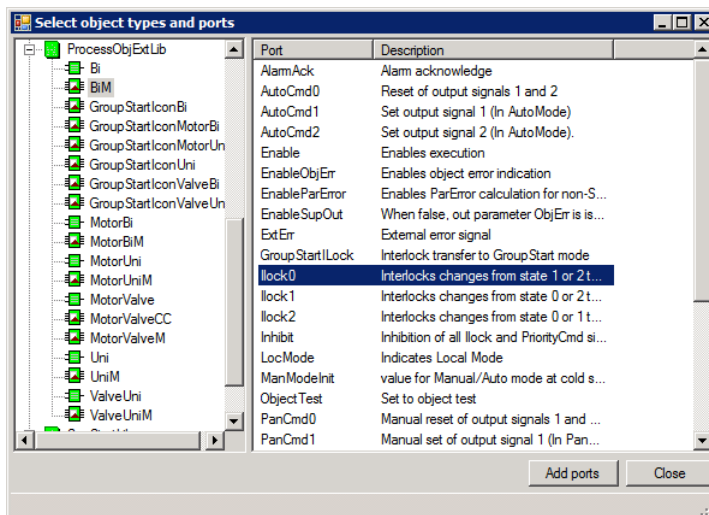 Select object types and ports
ProcessObjExtLib
Bi
BiM
GroupStartIconBi
GroupStartIconMotorBi
GroupStartIconMotorUn
GroupStartIconUni
GroupStartIconValveBi
GroupStartIconValveUn
MotorBi
MotorBiM
MotorUni
MotorUniM
MotorValve
MotorValveCC
MotorValveM
Uni
UniM
ValveUni
ValveUniM
Port Description
AlarmAck Alarm acknowledge
AutoCmd0 Reset of output signals 1 and 2
AutoCmd1 Set output signal 1 (In AutoMode)
AutoCmd2 Set output signal 2 (In AutoMode).
Enable Enables execution
EnableObjErr Enables object error indication
EnableParError Enables ParError calculation for non-S...
EnableSupOut When false, out parameter ObjErr is is...
ExtErr External error signal
GroupStartILock Interlock transfer to GroupStart mode
Ilock0 Interlocks changes from state 1 or 2 t...
Ilock1 Interlocks changes from state 0 or 2 t...
Ilock2 Interlocks changes from state 0 or 1 t...
Inhibit Inhibition of all Ilock and PriorityCmd si...
LocMode Indicates Local Mode
ManModeInit value for Manual/Auto mode at cold s...
ObjectTest Set to object test
PanCmd0 Manual reset of output signals 1 and ...
PanCmd1 Manual set of output signal 1 (In Pan...
Add ports Close